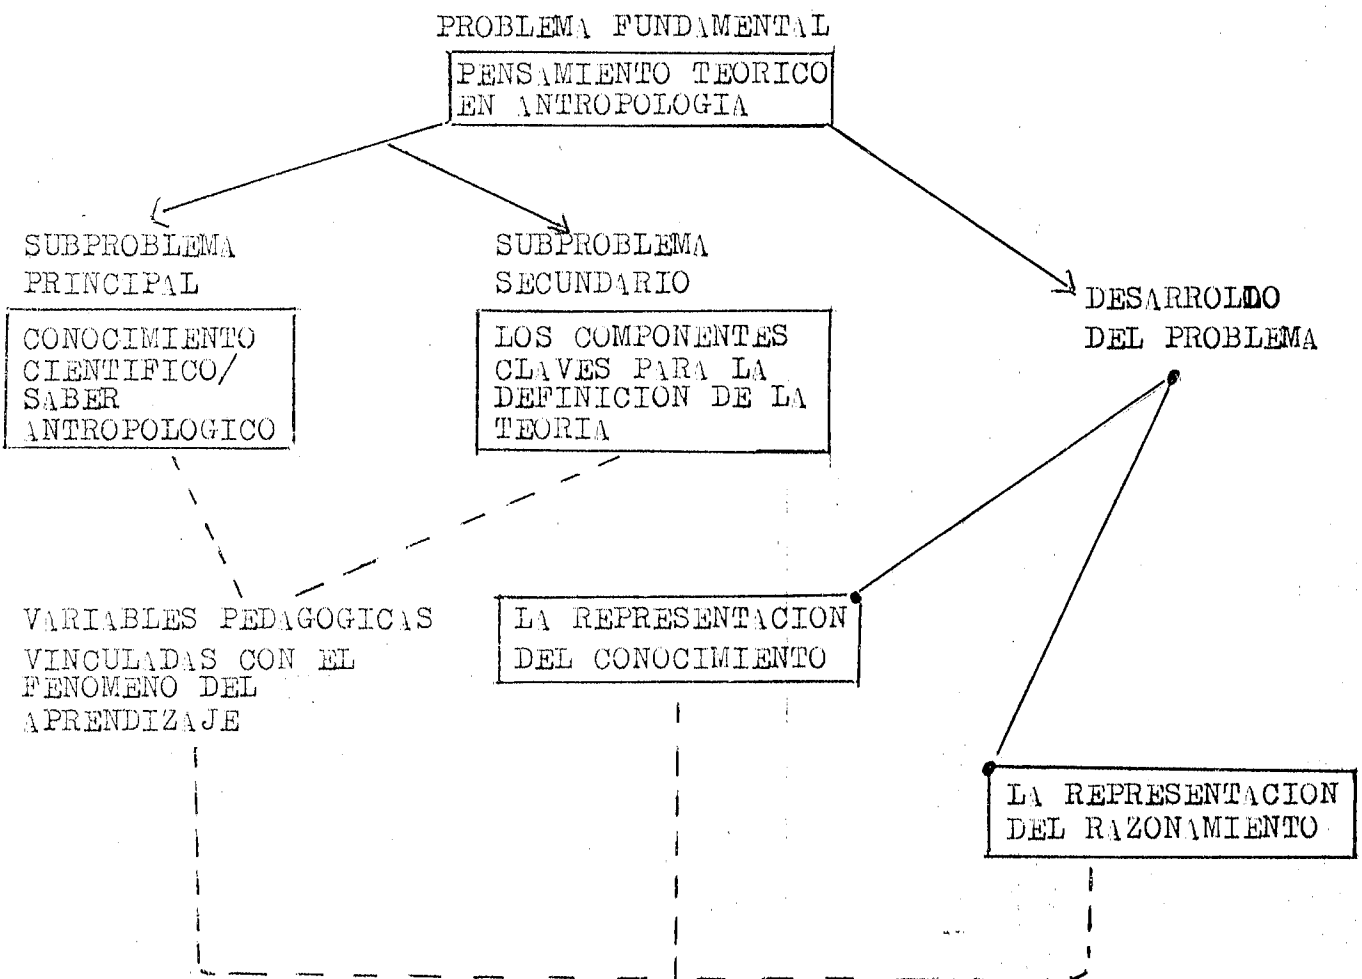 PROBLEMA FUNDAMENTAL
PENSAMIENTO TEORICO
EN ANTROPOLOGIA
SUBPROBLEMA
PRINCIPAL
CONOCIMIENTO
CIENTIFICO/
SABER
ANTROPOLOGICO
SUBPROBLEMA
SECUNDARIO
LOS COMPONENTES
CLAVES PARA LA
DEFINICION DE LA
TEORIA
DESARROLLO
DEL PROBLEMA
VARIABLES PEDAGOGICAS
VINCULADAS CON EL
FENOMENO DEL
APRENDIZAJE
LA REPRESENTACION
DEL CONOCIMIENTO
LA REPRESENTACION
DEL RAZONAMIENTO